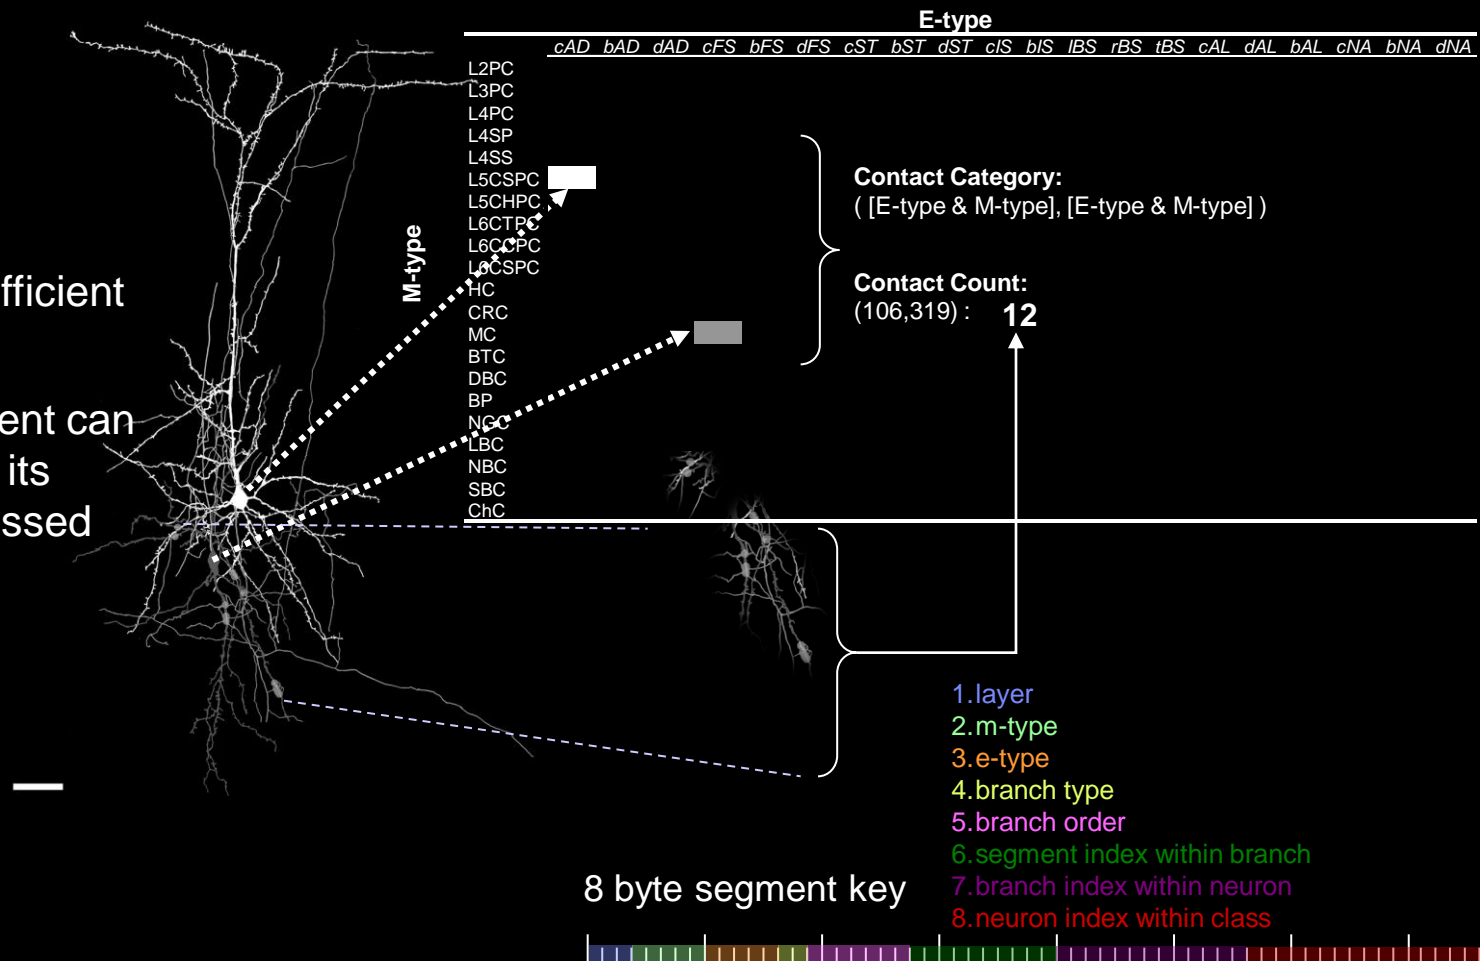 E-type
cAD bAD dAD cFS bFS dFS cST bST dST cIS bIS IBS rBS tBS cAL dAL bAL cNA bNA dNA
M-type
L2PC
L3PC
L4PC
L4SP
L4SS
L5CSPC
L5CHPC
L6CTPC
L6CCPC
L6CSPC
HC
CRC
MC
BTC
DBC
BP
NGC
LBC
NBC
SBC
ChC
Contact Category:
( [E-type & M-type], [E-type & M-type] )
Contact Count:
(106,319) : 12
fficient
ent can
its
ssed
1.layer
2.m-type
3.e-type
4.branch type
5.branch order
6.segment index within branch
7.branch index within neuron
8.neuron index within class
8 byte segment key